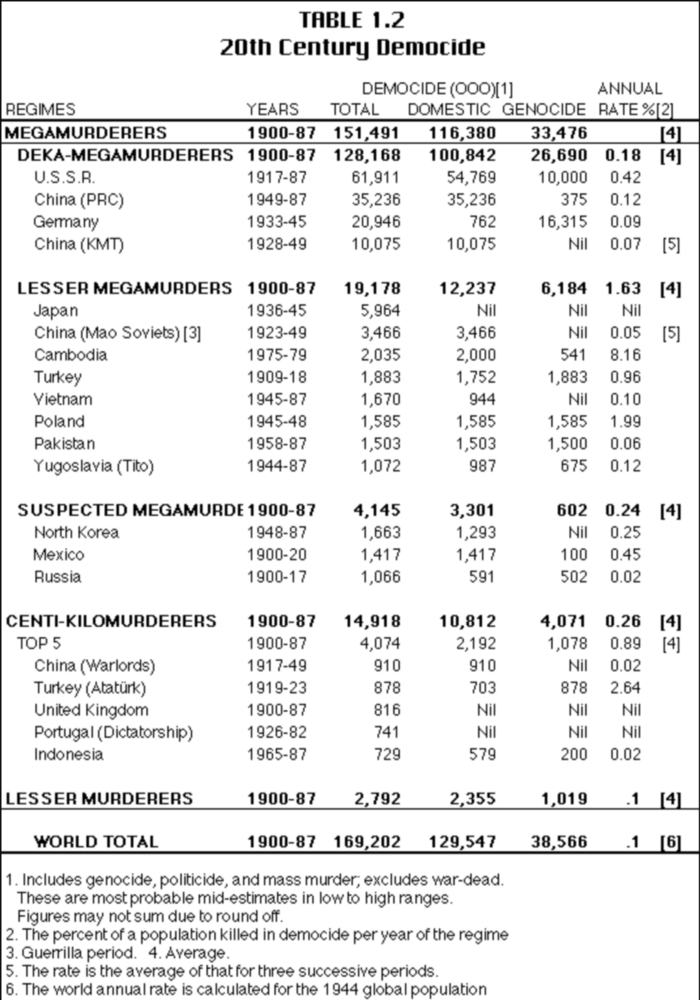 TABLE 1.2
20th Century Democide
DEMOCIDE (000)[1] ANNUAL
REGIMES YEARS TOTAL DOMESTIC GENOCIDE RATE %[2]
MEGAMURDERERS 1900-87 151,491 116,380 33,476 [4]
DEKA-MEGAMURDERERS 1900-87 128,168 100,842 26,690 0.18 [4]
U.S.S.R. 1917-87 61,911 54,769 10,000 0.42
China (PRC) 1949-87 35,236 35,236 375 0.12
Germany 1933-45 20,946 762 16,315 0.09
China (KMT) 1928-49 10,075 10,075 Nil 0.07 [5]
LESSER MEGAMURDERS 1900-87 19,178 12,237 6,184 1.63 [4]
Japan 1936-45 5,964 Nil Nil Nil
China (Mao Soviets) [3] 1923-49 3,466 3,466 Nil 0.05 [5]
Cambodia 1975-79 2,035 2,000 541 8.16
Turkey 1909-18 1,883 1,752 1,883 0.96
Vietnam 1945-87 1,670 944 Nil 0.10
Poland 1945-48 1,585 1,585 1,585 1.99
Pakistan 1958-87 1,503 1,503 1,500 0.06
Yugoslavia (Tito) 1944-87 1,072 987 675 0.12
SUSPECTED MEGAMURDE 1900-87 4,145 3,301 602 0.24 [4]
North Korea 1948-87 1,663 1,293 Nil 0.25
Mexico 1900-20 1,417 1,417 100 0.45
Russia 1900-17 1,066 591 502 0.02
CENTI-KILOMURDERERS 1900-87 14,918 10,812 4,071 0.26 [4]
TOP 5 1900-87 4,074 2,192 1,078 0.89 [4]
China (Warlords) 1917-49 910 910 Nil 0.02
Turkey (Atatürk) 1919-23 878 703 878 2.64
United Kingdom 1900-87 816 Nil Nil Nil
Portugal (Dictatorship) 1926-82 741 Nil Nil Nil
Indonesia 1965-87 729 579 200 0.02
LESSER MURDERERS 1900-87 2,792 2,355 1,019 .1 [4]
WORLD TOTAL 1900-87 169,202 129,547 38,566 .1 [6]
1. Includes genocide, politicide, and mass murder; excludes war-dead.
These are most probable mid-estimates in low to high ranges.
Figures may not sum due to round off.
2. The percent of a population killed in democide per year of the regime
3. Guerrilla period. 4. Average.
5. The rate is the average of that for three successive periods.
6. The world annual rate is calculated for the 1944 global population